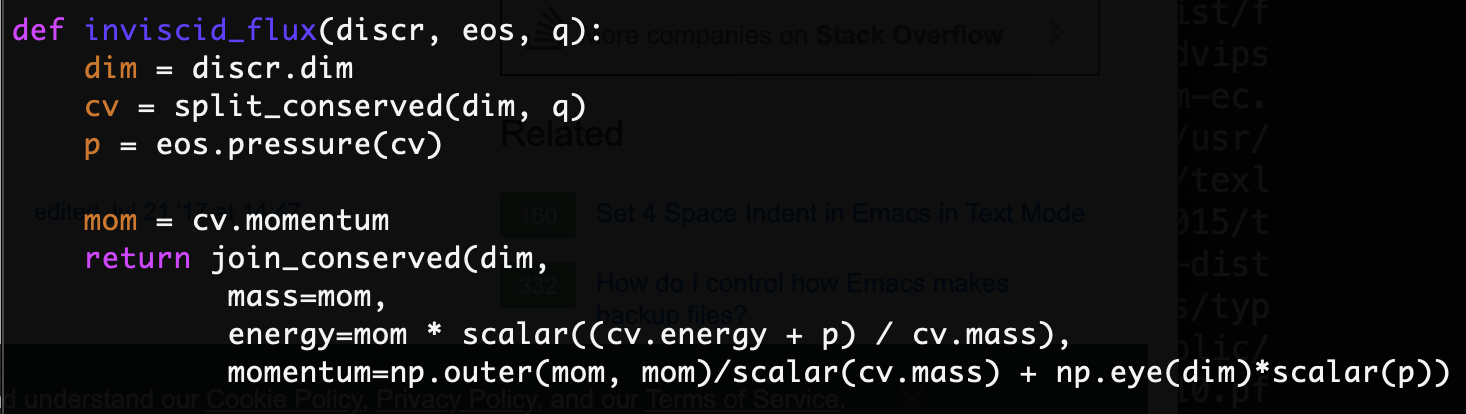 def inviscid_flux(discr, eos, q):
    dim = discr.dim
    cv = split_conserved(dim, q)
    p = eos.pressure(cv)
    mom = cv.momentum
    return join_conserved(dim,
            mass=mom,
            energy=mom * scalar((cv.energy + p) / cv.mass),
            momentum=np.outer(mom, mom)/scalar(cv.mass) + np.eye(dim)*scalar(p))
more companies on Stack Overflow
Related
edited Jul 21 '17 at 14:47
160 Set 4 Space Indent in Emacs in Text Mode
332 How do I control how Emacs makes
backup files?
d understand our Cookie Policy, Privacy Policy, and our Terms of Service.
ist/f
dvips
m-ec.
/usr/
/texl
015/t
-dist
s/typ
blic/
10.pf